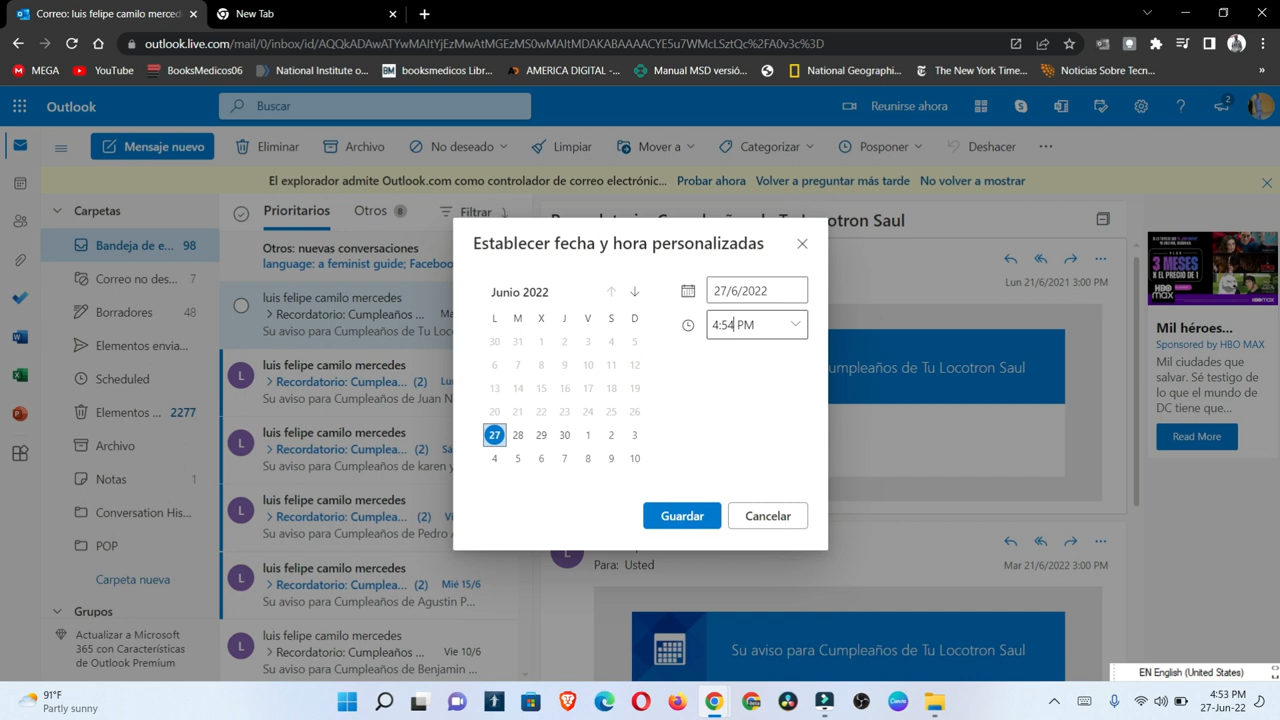 Correo: luis felipe camilo merced
New Tab
outlook.live.com/mail/0/inbox/id/AQQkADAwATYwMAItYjEzMwAtMGEzMS0wMAItMDAKABAAAACYE5u7WMcLSztQc%2FA0v3c%3D
MEGA
YouTube
BooksMedicos06
National Institute o...
booksmedicos Libr...
AMERICA DIGITAL -...
Manual MSD versió...
National Geographi...
The New York Time...
Noticias Sobre Tecn...
Outlook
Buscar
Reunirse ahora
2
Mensaje nuevo
Eliminar
Archivo
No deseado
Limpiar
Mover a
Categorizar
Posponer
Deshacer
El explorador admite Outlook.com como controlador de correo electrónic...
Probar ahora
Volver a preguntar más tarde
No volver a mostrar
Carpetas
Bandeja de e... 98
Correo no des... 7
Borradores 48
Elementos envia...
Scheduled
Elementos ... 2277
Archivo
Notas 1
Conversation His...
POP
Carpeta nueva
Grupos
Actualizar a Microsoft
365 con Características
de Outlook Premium
Prioritarios
Otros 8
Filtrar
Otros: nuevas conversaciones
language: a feminist guide; Faceboo
luis felipe camilo mercedes
Recordatorio: Cumpleaños
Su aviso para Cumpleaños de Tu Lo
luis felipe camilo mercedes
Recordatorio: Cumplea... (2)
Su aviso para Cumpleaños de Juan N
luis felipe camilo mercedes
Recordatorio: Cumplea... (2)
Su aviso para Cumpleaños de karen y
luis felipe camilo mercedes
Recordatorio: Cumplea... (2)
Su aviso para Cumpleaños de Pedro
luis felipe camilo mercedes
Recordatorio: Cumplea... (2) Mié 15/6
Su aviso para Cumpleaños de Agustin P...
luis felipe camilo mercedes
Recordatorio: Cumpleaños ... Vie 10/6
Su aviso para Cumpleaños de Benjamin ...
de Tu Locotron Saul
Lun 21/6/2021 3:00 PM
umpleaños de Tu Locotron Saul
Establecer fecha y hora personalizadas
Junio 2022
L M X J V S D
30 31 1 2 3 4 5
6 7 8 9 10 11 12
13 14 15 16 17 18 19
20 21 22 23 24 25 26
27 28 29 30 1 2 3
4 5 6 7 8 9 10
27/6/2022
4:54 PM
Guardar
Cancelar
L
Para: Usted
Mar 21/6/2022 3:00 PM
Su aviso para Cumpleaños de Tu Locotron Saul
HBO
max
3 MESES
X EL PRECIO DE 1
Mil héroes...
Sponsored by HBO MAX
Mil ciudades que
salvar. Sé testigo de
lo que el mundo de
DC tiene que...
Read More
EN English (United States)
91°F
Partly sunny
4:53 PM
27-Jun-22